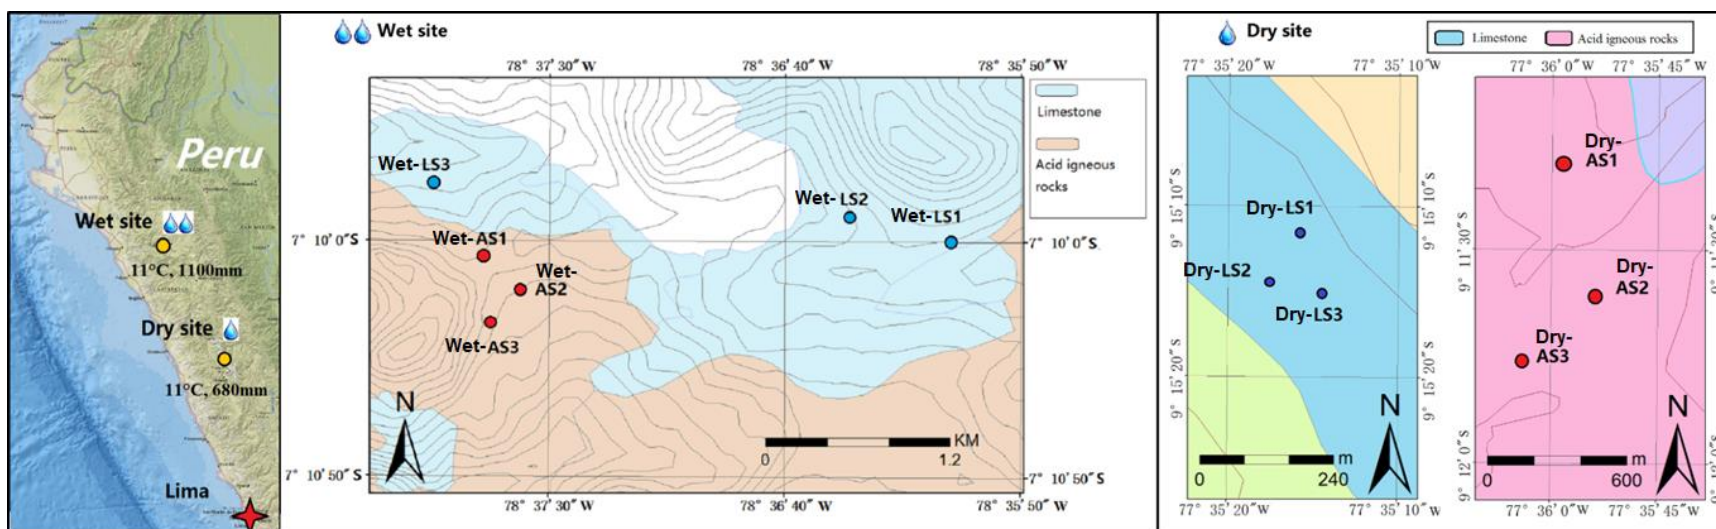 Peru
Wet site
11°C, 1100mm
Dry site
11°C, 680mm
Lima
Wet site
78° 37′ 30″ W
78° 36′ 40″ W
78° 35′ 50″ W
Limestone
Acid igneous
rocks
Wet-LS3
Wet-LS2
Wet-LS1
7° 10′ 0″S
Wet-AS1
Wet-
AS2
7° 10′ 0″S
Wet-AS3
N
KM
0
1.2
7° 10′ 50″ S
7° 10′ 50″ S
78° 37′ 30″ W
78° 36′ 40″ W
78° 35′ 50″ W
Dry site
Limestone
Acid igneous rocks
77° 35′ 20″ W
77° 35′ 10″W
9° 15′ 10″ S
9° 15′ 10″ S
Dry-LS1
Dry-LS2
Dry-LS3
9° 15′ 20″ S
9° 15′ 20″ S
N
m
0
240
77° 35′ 20″ W
77° 35′ 10″ W
77° 36′ 0″ W
77° 35′ 45″ W
Dry-
AS1
9° 11′ 30″ S
9° 11′ 30″ S
Dry-
AS2
Dry-
AS3
9° 12′ 0″ S
9° 12′ 0″ S
N
m
0
600
77° 36′ 0″ W
77° 35′ 45″ W